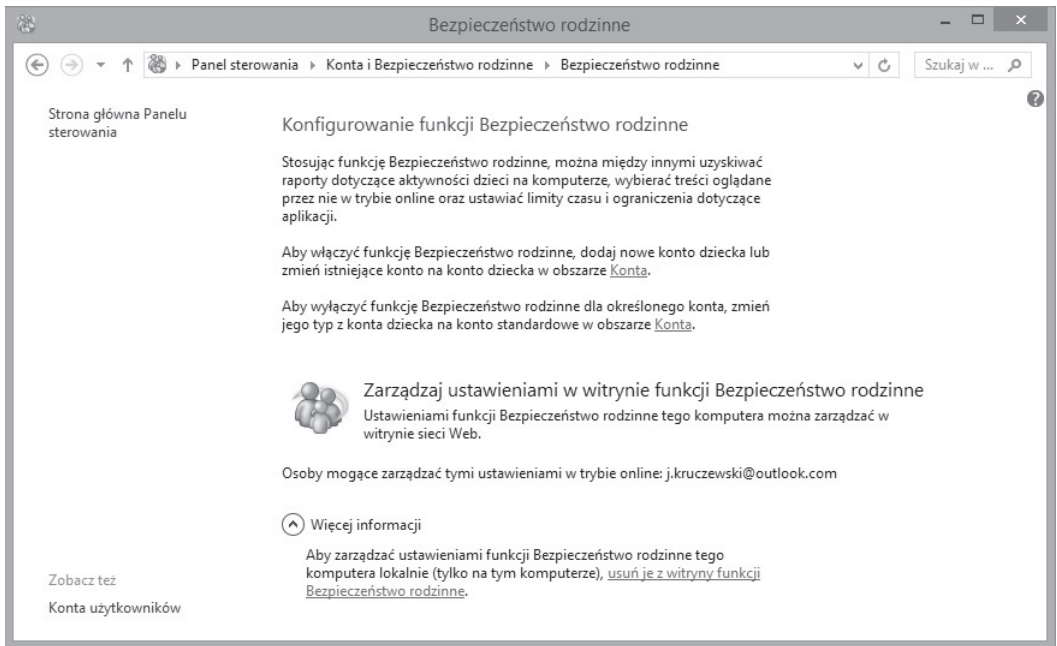 Bezpieczeństwo rodzinne
Panel sterowania ▸ Konta i Bezpieczeństwo rodzinne ▸ Bezpieczeństwo rodzinne
Szukaj w ...
Strona główna Panelu
sterowania
Konfigurowanie funkcji Bezpieczeństwo rodzinne
Stosując funkcję Bezpieczeństwo rodzinne, można między innymi uzyskiwać
raporty dotyczące aktywności dzieci na komputerze, wybierać treści oglądane
przez nie w trybie online oraz ustawiać limity czasu i ograniczenia dotyczące
aplikacji.
Aby włączyć funkcję Bezpieczeństwo rodzinne, dodaj nowe konto dziecka lub
zmień istniejące konto na konto dziecka w obszarze Konta.
Aby wyłączyć funkcję Bezpieczeństwo rodzinne dla określonego konta, zmień
jego typ z konta dziecka na konto standardowe w obszarze Konta.
Zarządzaj ustawieniami w witrynie funkcji Bezpieczeństwo rodzinne
Ustawieniami funkcji Bezpieczeństwo rodzinne tego komputera można zarządzać w
witrynie sieci Web.
Osoby mogące zarządzać tymi ustawieniami w trybie online: j.kruczewski@outlook.com
Więcej informacji
Aby zarządzać ustawieniami funkcji Bezpieczeństwo rodzinne tego
komputera lokalnie (tylko na tym komputerze), usuń je z witryny funkcji
Bezpieczeństwo rodzinne.
Zobacz też
Konta użytkowników